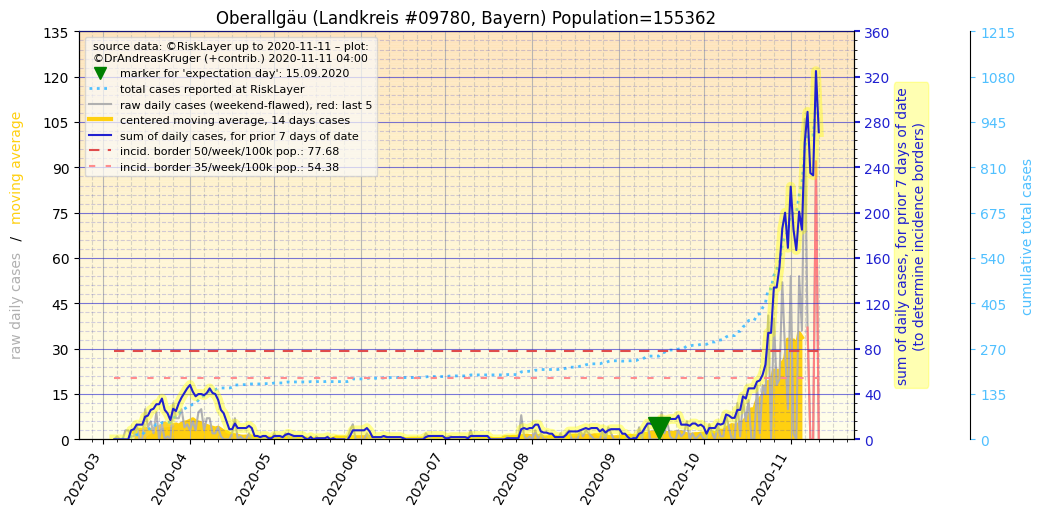 Oberallgäu (Landkreis #09780, Bayern) Population=155362
source data: ©RiskLayer up to 2020-11-11 – plot:
©DrAndreasKruger (+contrib.) 2020-11-11 04:00
marker for 'expectation day': 15.09.2020
total cases reported at RiskLayer
raw daily cases (weekend-flawed), red: last 5
centered moving average, 14 days cases
sum of daily cases, for prior 7 days of date
incid. border 50/week/100k pop.: 77.68
incid. border 35/week/100k pop.: 54.38
raw daily cases / moving average
135
120
105
90
75
60
45
30
15
0
2020-03
2020-04
2020-05
2020-06
2020-07
2020-08
2020-09
2020-10
2020-11
360
320
280
240
200
160
120
80
40
0
sum of daily cases, for prior 7 days of date
(to determine incidence borders)
1215
1080
945
810
675
540
405
270
135
0
cumulative total cases